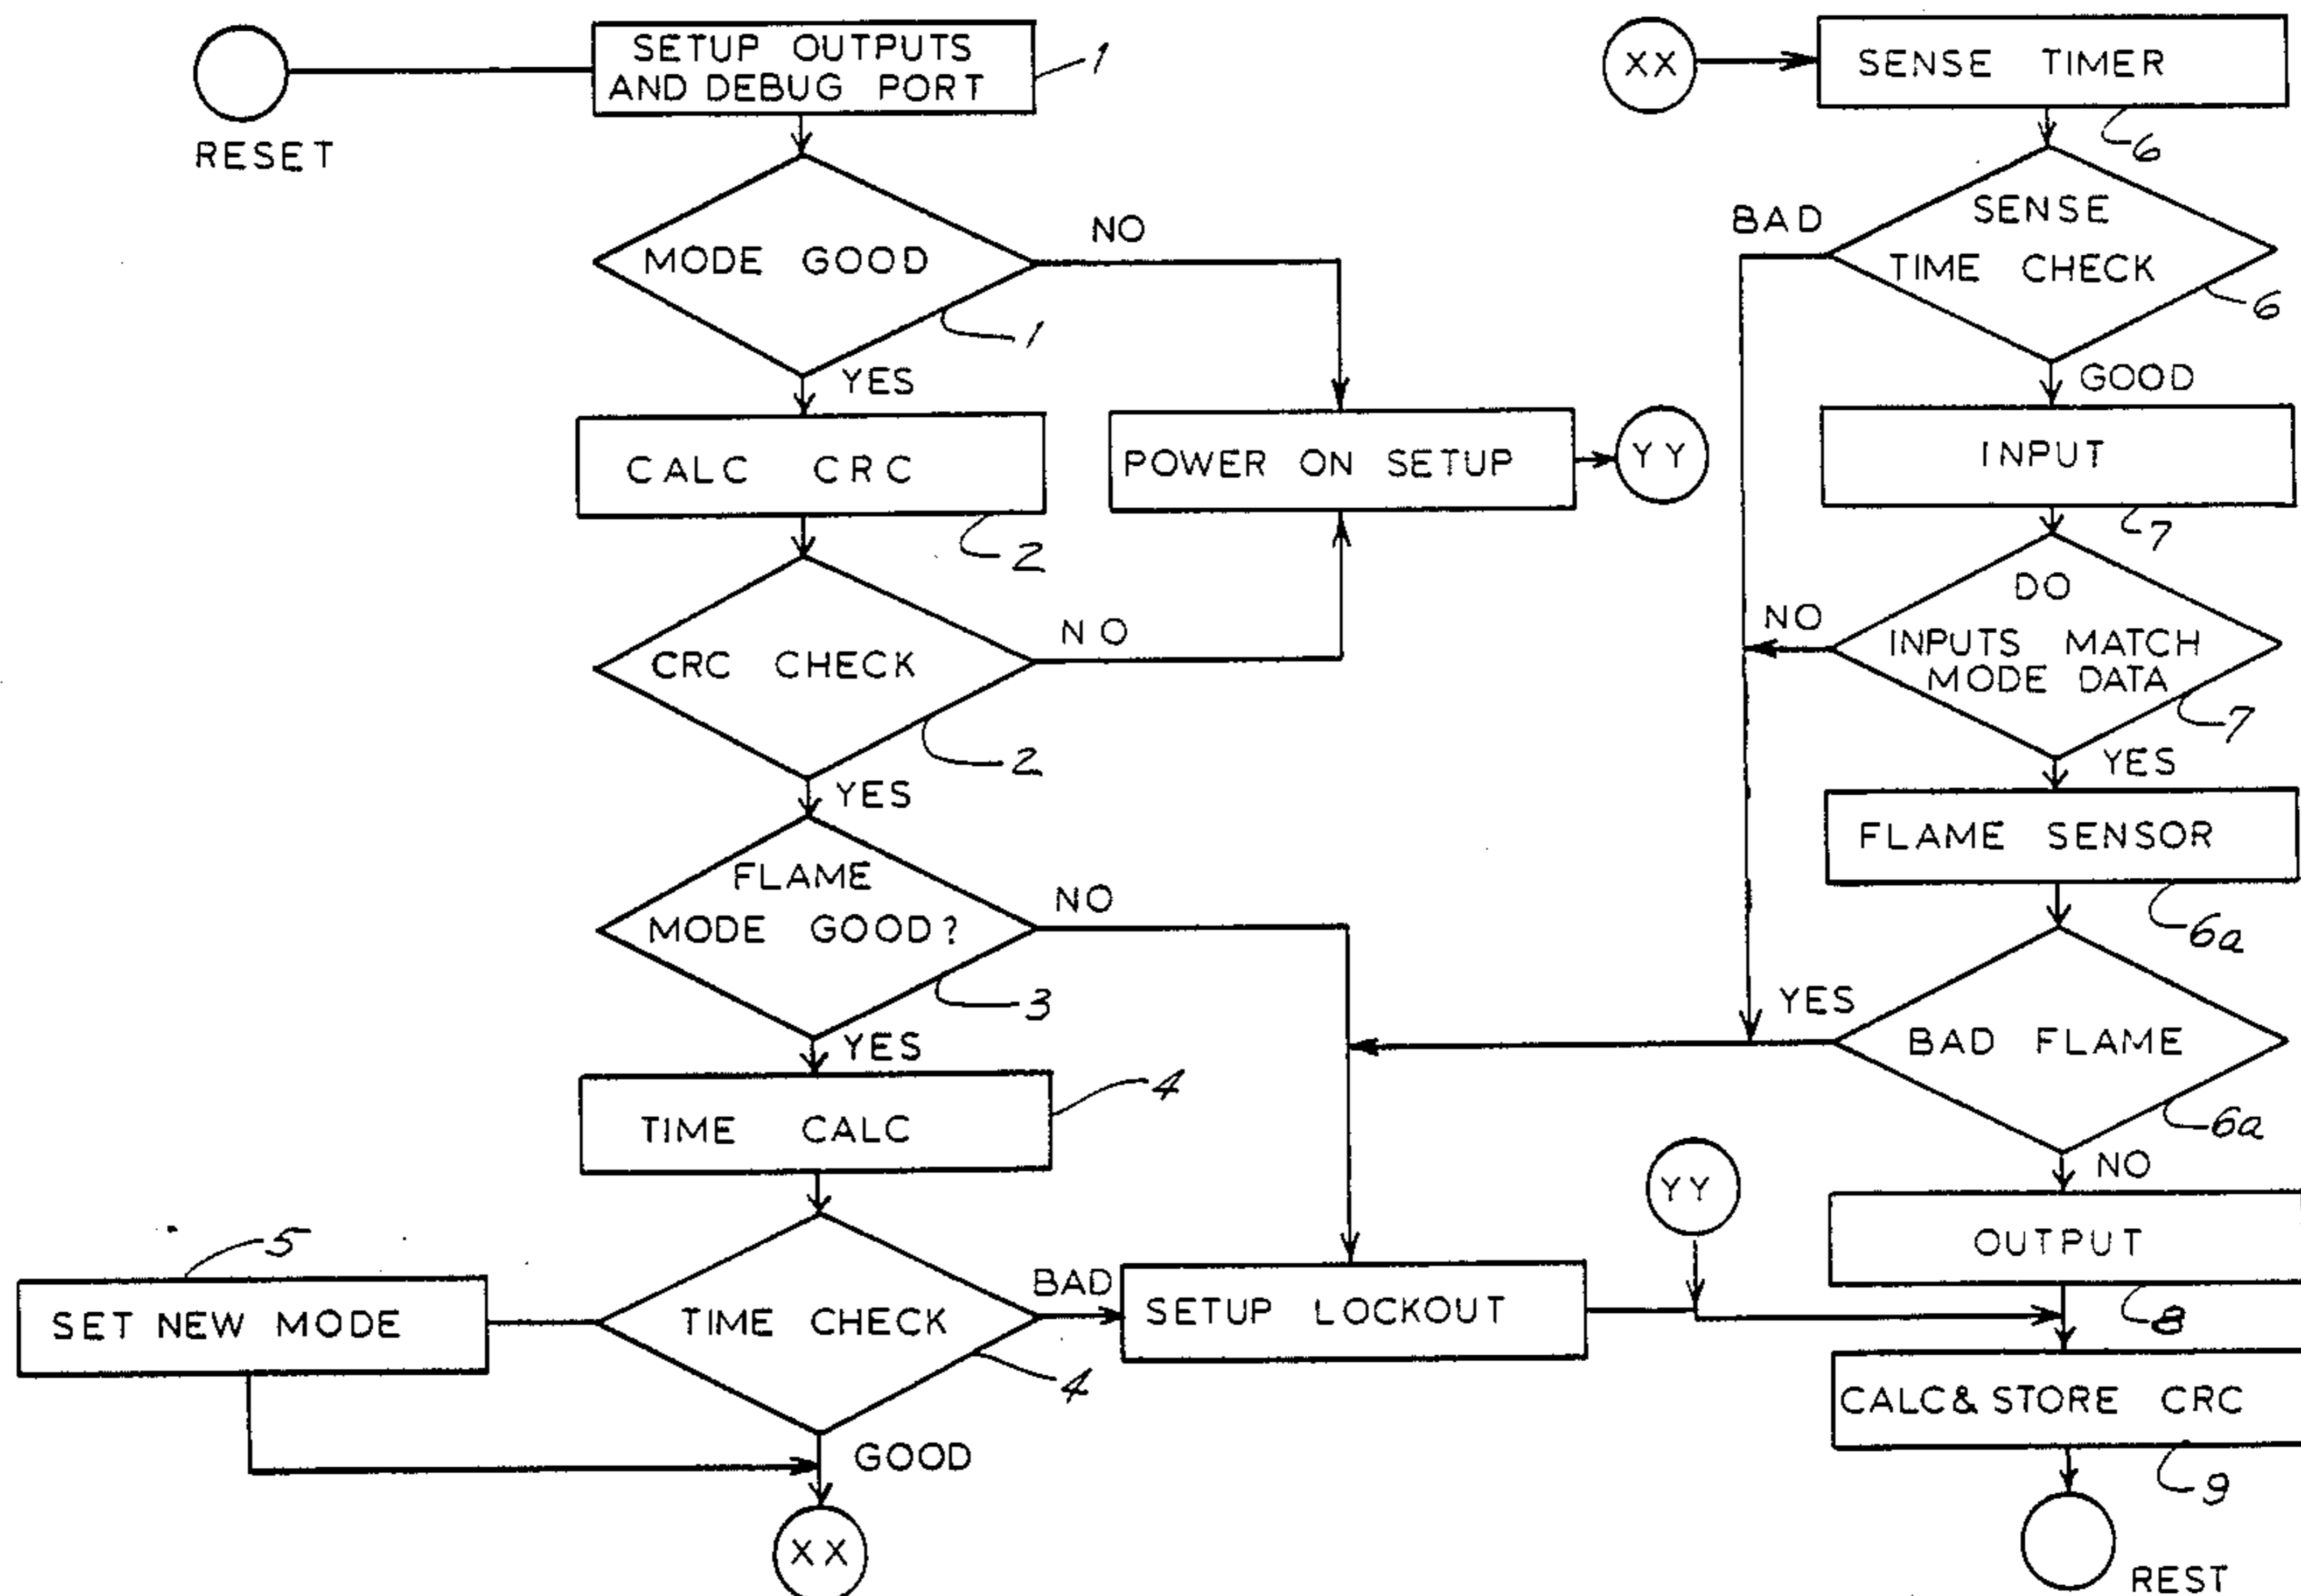 RESET
SETUP OUTPUTS
AND DEBUG PORT
1
MODE GOOD
NO
1
YES
CALC CRC
2
POWER ON SETUP
YY
CRC CHECK
NO
2
YES
FLAME
MODE GOOD?
NO
3
YES
TIME CALC
4
5
SET NEW MODE
TIME CHECK
BAD
4
SETUP LOCKOUT
GOOD
XX
XX
SENSE TIMER
6
SENSE
TIME CHECK
BAD
6
GOOD
INPUT
7
DO
INPUTS MATCH
MODE DATA
NO
7
YES
FLAME SENSOR
6a
YES
BAD FLAME
6a
NO
YY
OUTPUT
8
CALC & STORE CRC
9
REST